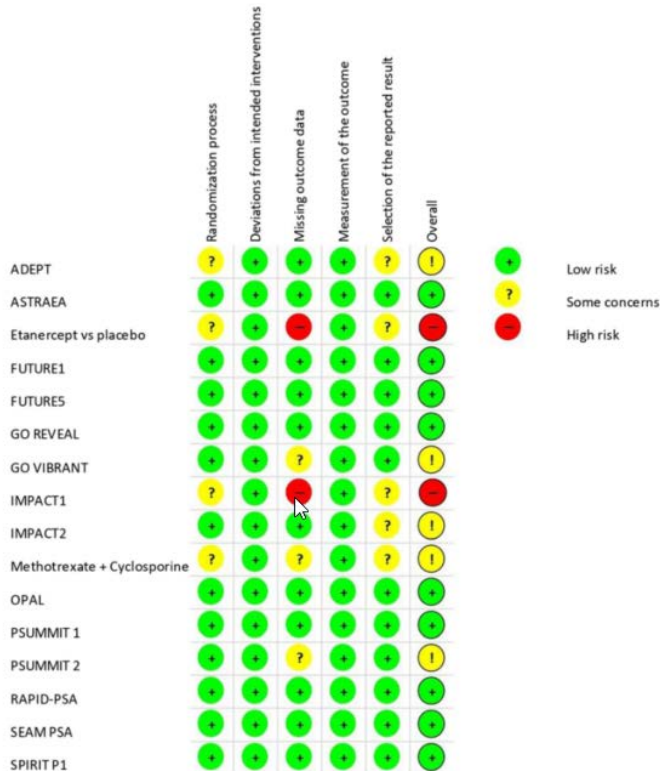 Randomization process
Deviations from intended interventions
Missing outcome data
Measurement of the outcome
Selection of the reported result
Overall
ADEPT ? + + + ? !
ASTRAEA + + + + + +
Etanercept vs placebo ? + − + ? −
FUTURE1 + + + + + +
FUTURE5 + + + + + +
GO REVEAL + + + + + +
GO VIBRANT + + ? + + !
IMPACT1 ? + − + ? −
IMPACT2 + + + + ? !
Methotrexate + Cyclosporine ? + ? + ? !
OPAL + + + + + +
PSUMMIT 1 + + + + + +
PSUMMIT 2 + + ? + + !
RAPID-PSA + + + + + +
SEAM PSA + + + + + +
SPIRIT P1 + + + + + +
+ Low risk
? Some concerns
− High risk